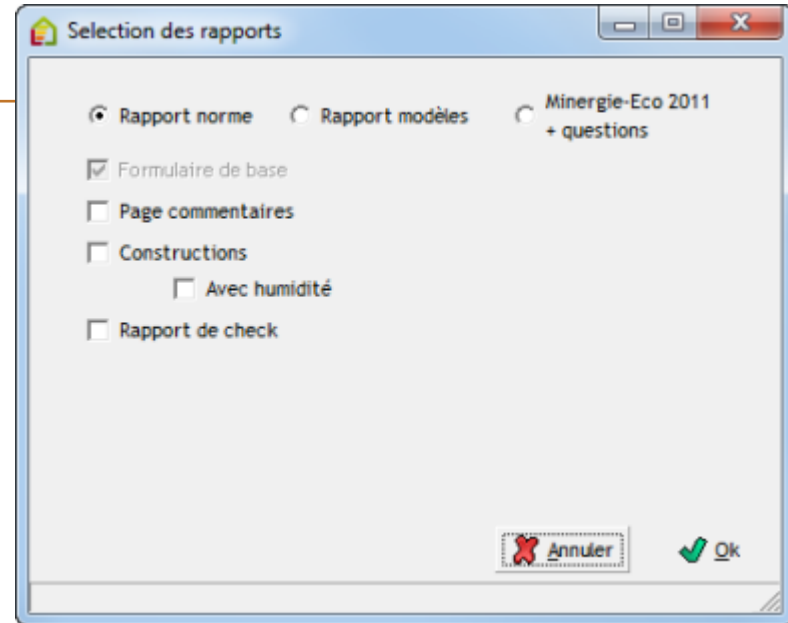 Selection des rapports
Rapport norme
Rapport modèles
Minergie-Eco 2011
+ questions
Formulaire de base
Page commentaires
Constructions
Avec humidité
Rapport de check
Annuler
Ok